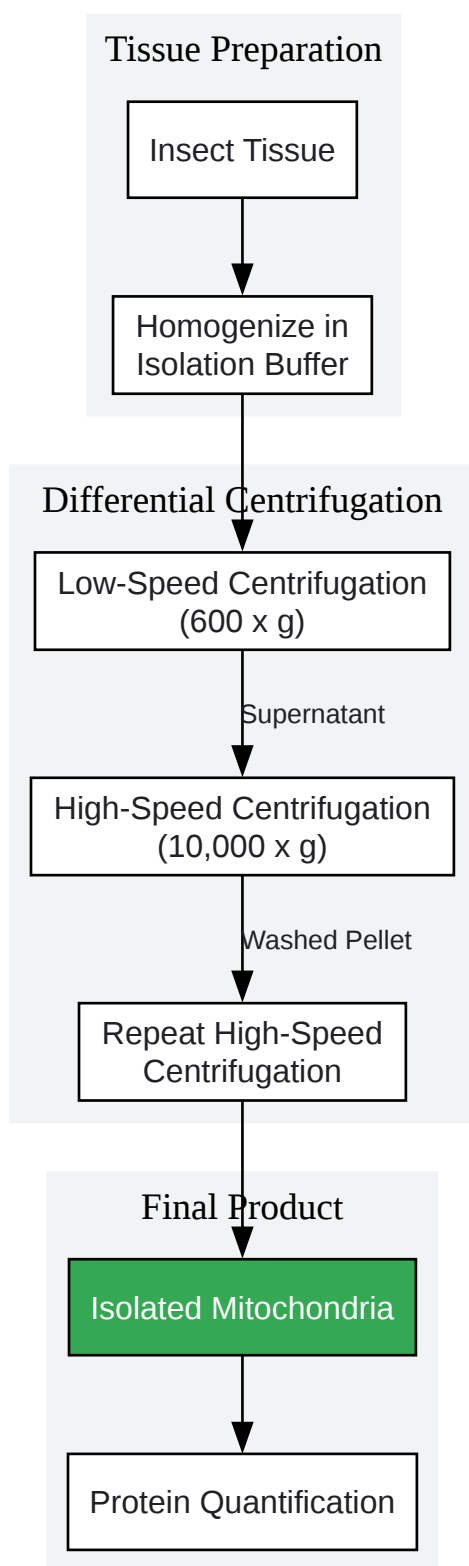 Tissue Preparation
Insect Tissue
Homogenize in
Isolation Buffer
Differential Centrifugation
Low-Speed Centrifugation
(600 x g)
Supernatant
High-Speed Centrifugation
(10,000 x g)
Washed Pellet
Repeat High-Speed
Centrifugation
Final Product
Isolated Mitochondria
Protein Quantification